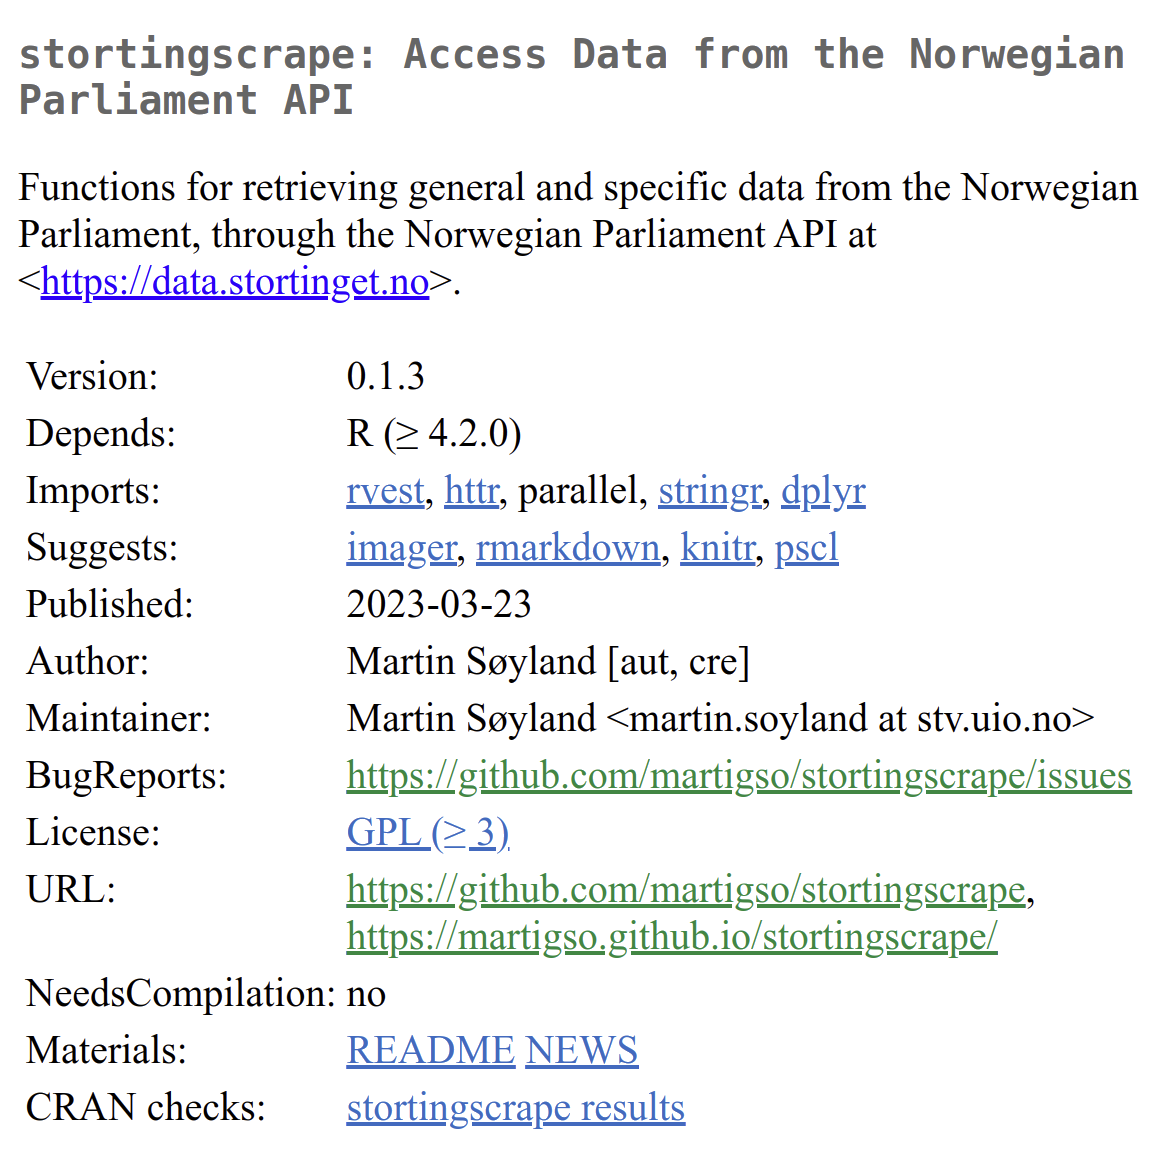 stortingscrape: Access Data from the Norwegian
Parliament API
Functions for retrieving general and specific data from the Norwegian
Parliament, through the Norwegian Parliament API at
<https://data.stortinget.no>.
Version: 0.1.3
Depends: R (≥ 4.2.0)
Imports: rvest, httr, parallel, stringr, dplyr
Suggests: imager, rmarkdown, knitr, pscl
Published: 2023-03-23
Author: Martin Søyland [aut, cre]
Maintainer: Martin Søyland <martin.soyland at stv.uio.no>
BugReports: https://github.com/martigso/stortingscrape/issues
License: GPL (≥ 3)
URL: https://github.com/martigso/stortingscrape,
https://martigso.github.io/stortingscrape/
NeedsCompilation: no
Materials: README NEWS
CRAN checks: stortingscrape results